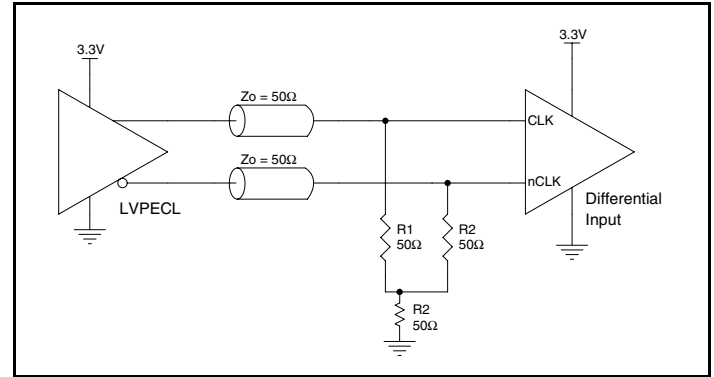 3.3V
3.3V
Zo = 50Ω
CLK
Zo = 50Ω
nCLK
LVPECL
Differential
Input
R1
50Ω
R2
50Ω
R2
50Ω